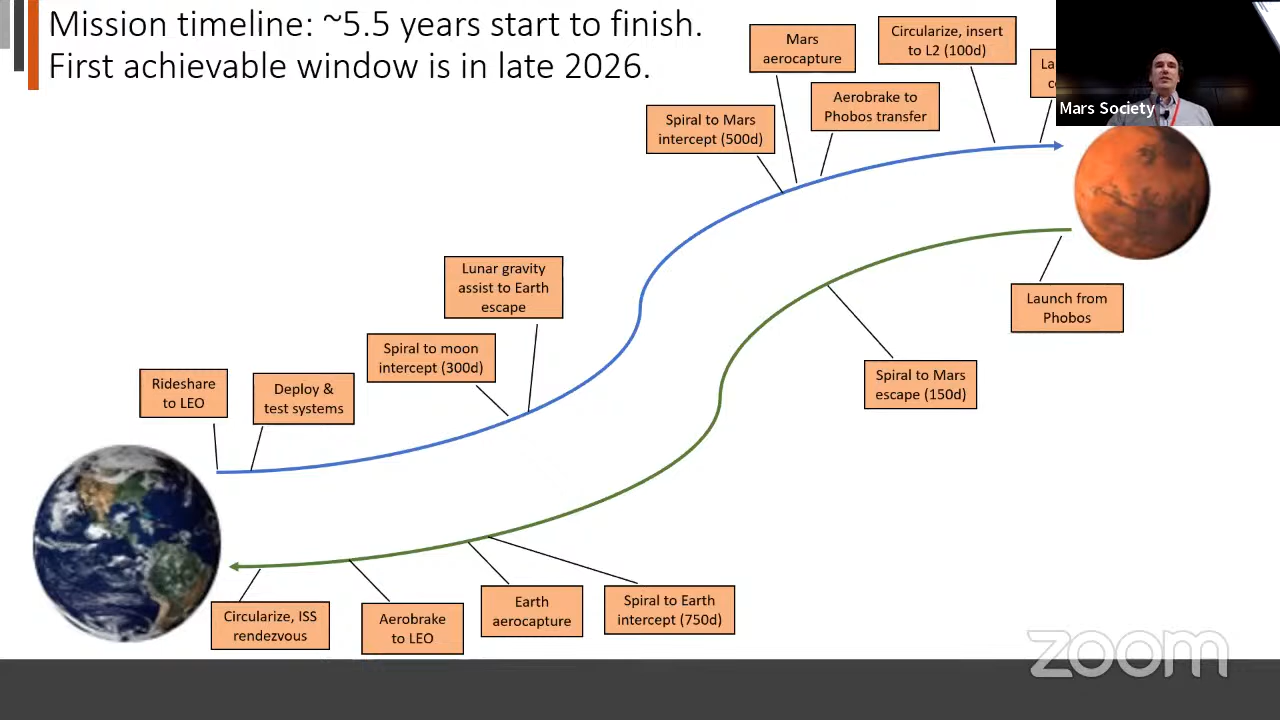 Mission timeline: ~5.5 years start to finish.
First achievable window is in late 2026.
Mars
aerocapture
Circularize, insert
to L2 (100d)
Mars Society
Spiral to Mars
intercept (500d)
Aerobrake to
Phobos transfer
Lunar gravity
assist to Earth
escape
Spiral to moon
intercept (300d)
Rideshare
to LEO
Deploy &
test systems
Launch from
Phobos
Spiral to Mars
escape (150d)
Circularize, ISS
rendezvous
Aerobrake
to LEO
Earth
aerocapture
Spiral to Earth
intercept (750d)
zoom